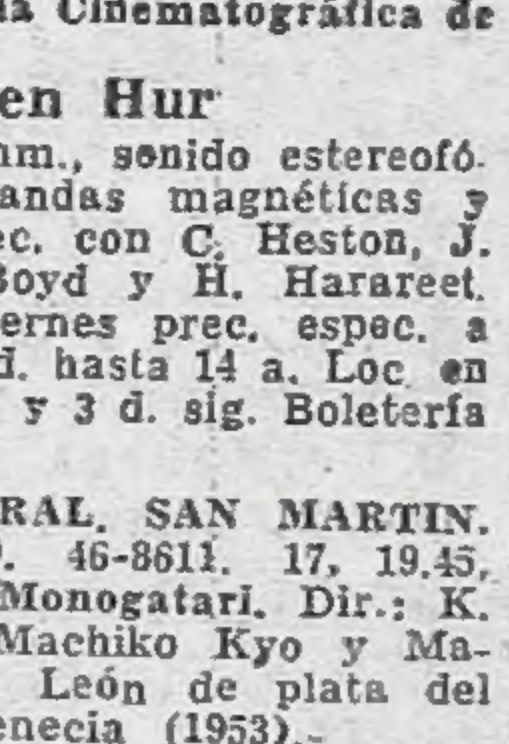 la Cinematográfica de
en Hur
mm., sonido estereofó-
andas magnéticas y
ec. con C. Heston, J.
Boyd y H. Harareet.
ernes prec. espec. a
d. hasta 14 a. Loc. en
y 3 d. sig. Boletería
RAL. SAN MARTIN.
46-8611. 17, 19.45,
Monogatari. Dir.: K.
Machiko Kyo y Ma-
León de plata del
enecia (1953).-